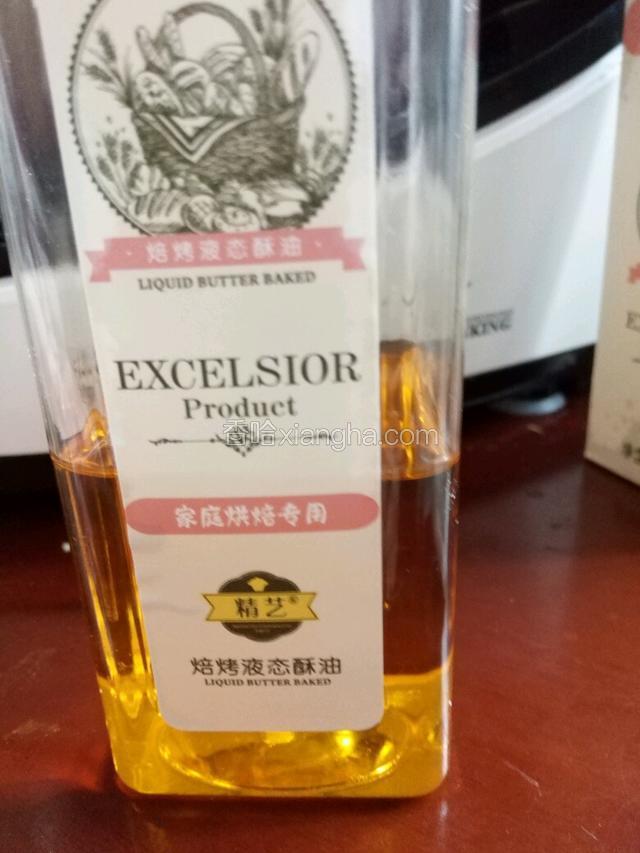 · 焙烤液态酥油 ·
LIQUID BUTTER BAKED
KING
EXCELSIOR
Product
香哈xiangha.com
家庭烘焙专用
精艺®
焙烤液态酥油
LIQUID BUTTER BAKED